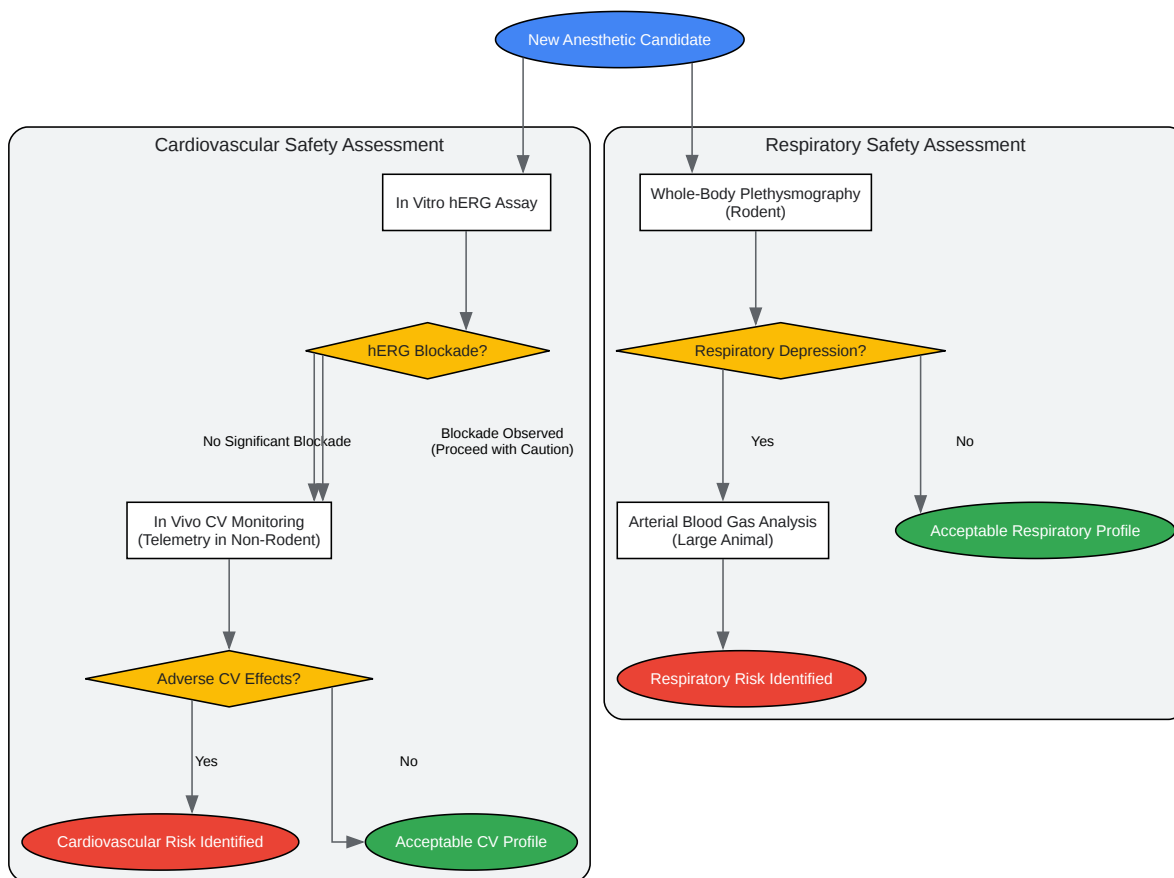 New Anesthetic Candidate
Cardiovascular Safety Assessment
In Vitro hERG Assay
hERG Blockade?
No Significant Blockade
Blockade Observed
(Proceed with Caution)
In Vivo CV Monitoring
(Telemetry in Non-Rodent)
Adverse CV Effects?
Yes
No
Cardiovascular Risk Identified
Acceptable CV Profile
Respiratory Safety Assessment
Whole-Body Plethysmography
(Rodent)
Respiratory Depression?
Yes
No
Arterial Blood Gas Analysis
(Large Animal)
Acceptable Respiratory Profile
Respiratory Risk Identified